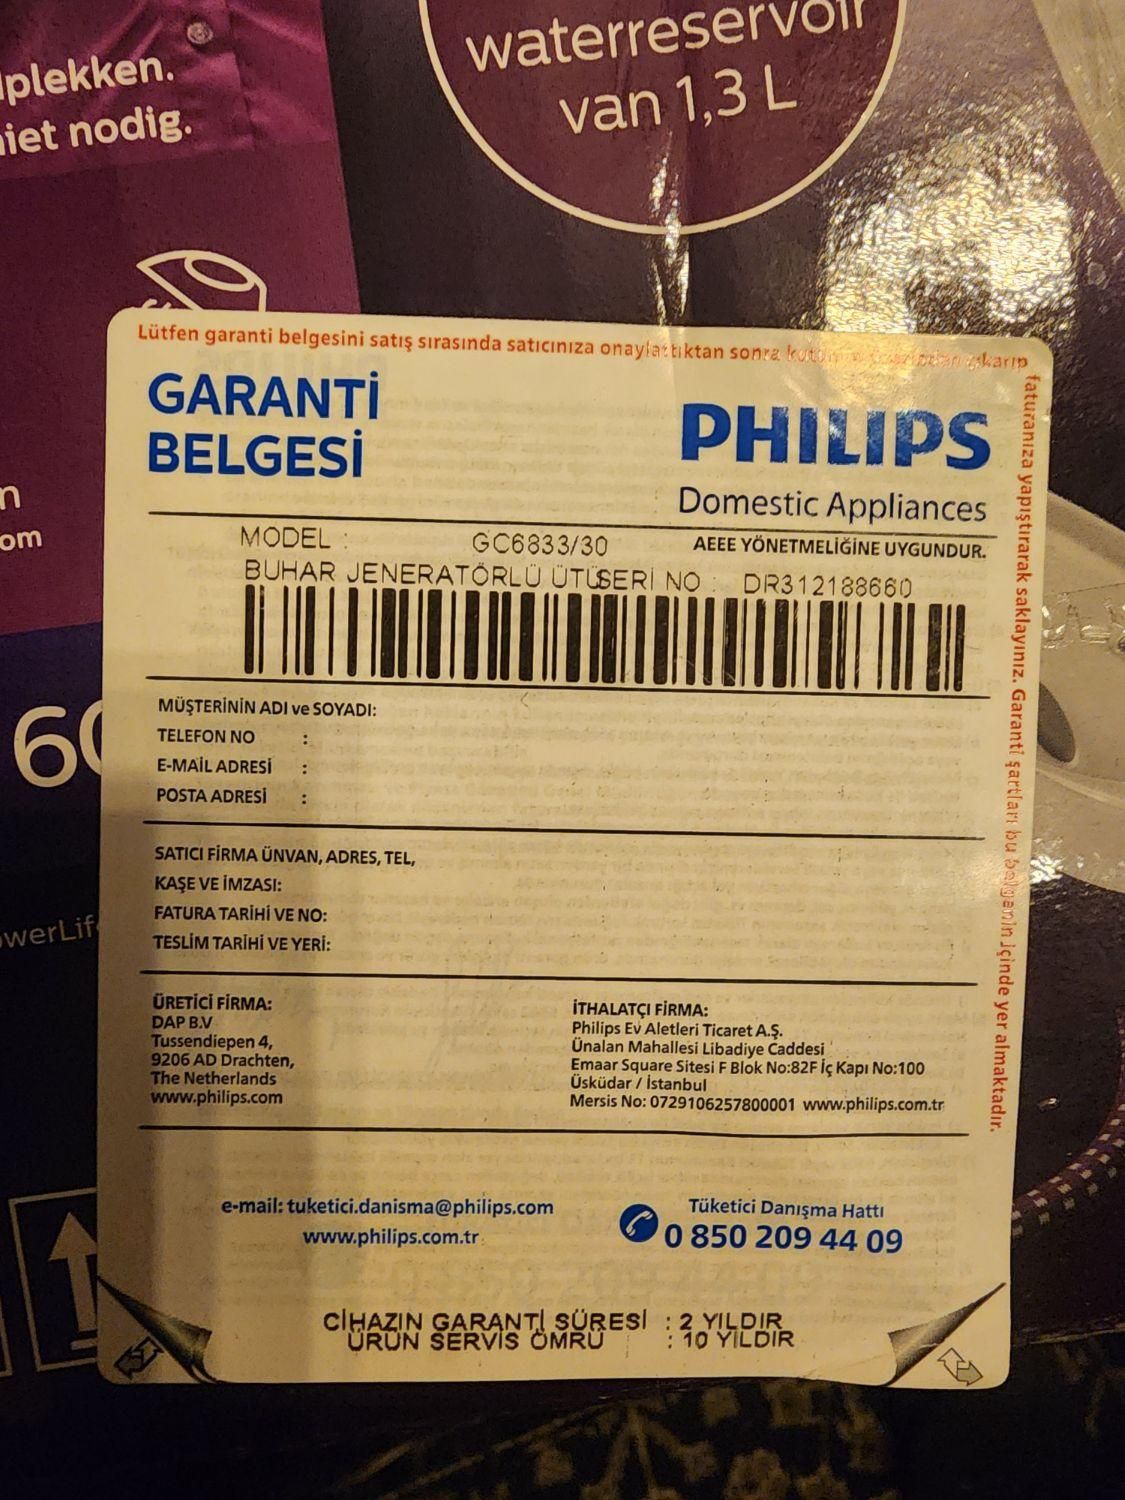 waterreservoir
van 1,3 L
plekken.
niet nodig.
Lütfen garanti belgesini satış sırasında satıcınıza onaylattıktan sonra
faturanıza yapıştırarak saklayınız. Garanti şartları bu belgenin içinde yer almaktadır.
GARANTİ
BELGESİ
PHILIPS
Domestic Appliances
om
MODEL : GC6833/30 AEEE YÖNETMELİĞİNE UYGUNDUR.
BUHAR JENERATÖRLÜ ÜTÜ SERİ NO : DR312188660
MÜŞTERİNİN ADI ve SOYADI:
TELEFON NO :
E-MAİL ADRESİ :
POSTA ADRESİ :
SATICI FİRMA ÜNVAN, ADRES, TEL,
KAŞE VE İMZASI:
FATURA TARİHİ VE NO:
TESLİM TARİHİ VE YERİ:
owerLif
ÜRETİCİ FİRMA:
DAP B.V
Tussendiepen 4,
9206 AD Drachten,
The Netherlands
www.philips.com
İTHALATÇI FİRMA:
Philips Ev Aletleri Ticaret A.Ş.
Ünalan Mahallesi Libadiye Caddesi
Emaar Square Sitesi F Blok No:82F İç Kapı No:100
Üsküdar / İstanbul
Mersis No: 0729106257800001 www.philips.com.tr
e-mail: tuketici.danisma@philips.com
www.philips.com.tr
Tüketici Danışma Hattı
0 850 209 44 09
CİHAZIN GARANTİ SÜRESİ : 2 YILDIR
ÜRÜN SERVİS ÖMRÜ : 10 YILDIR